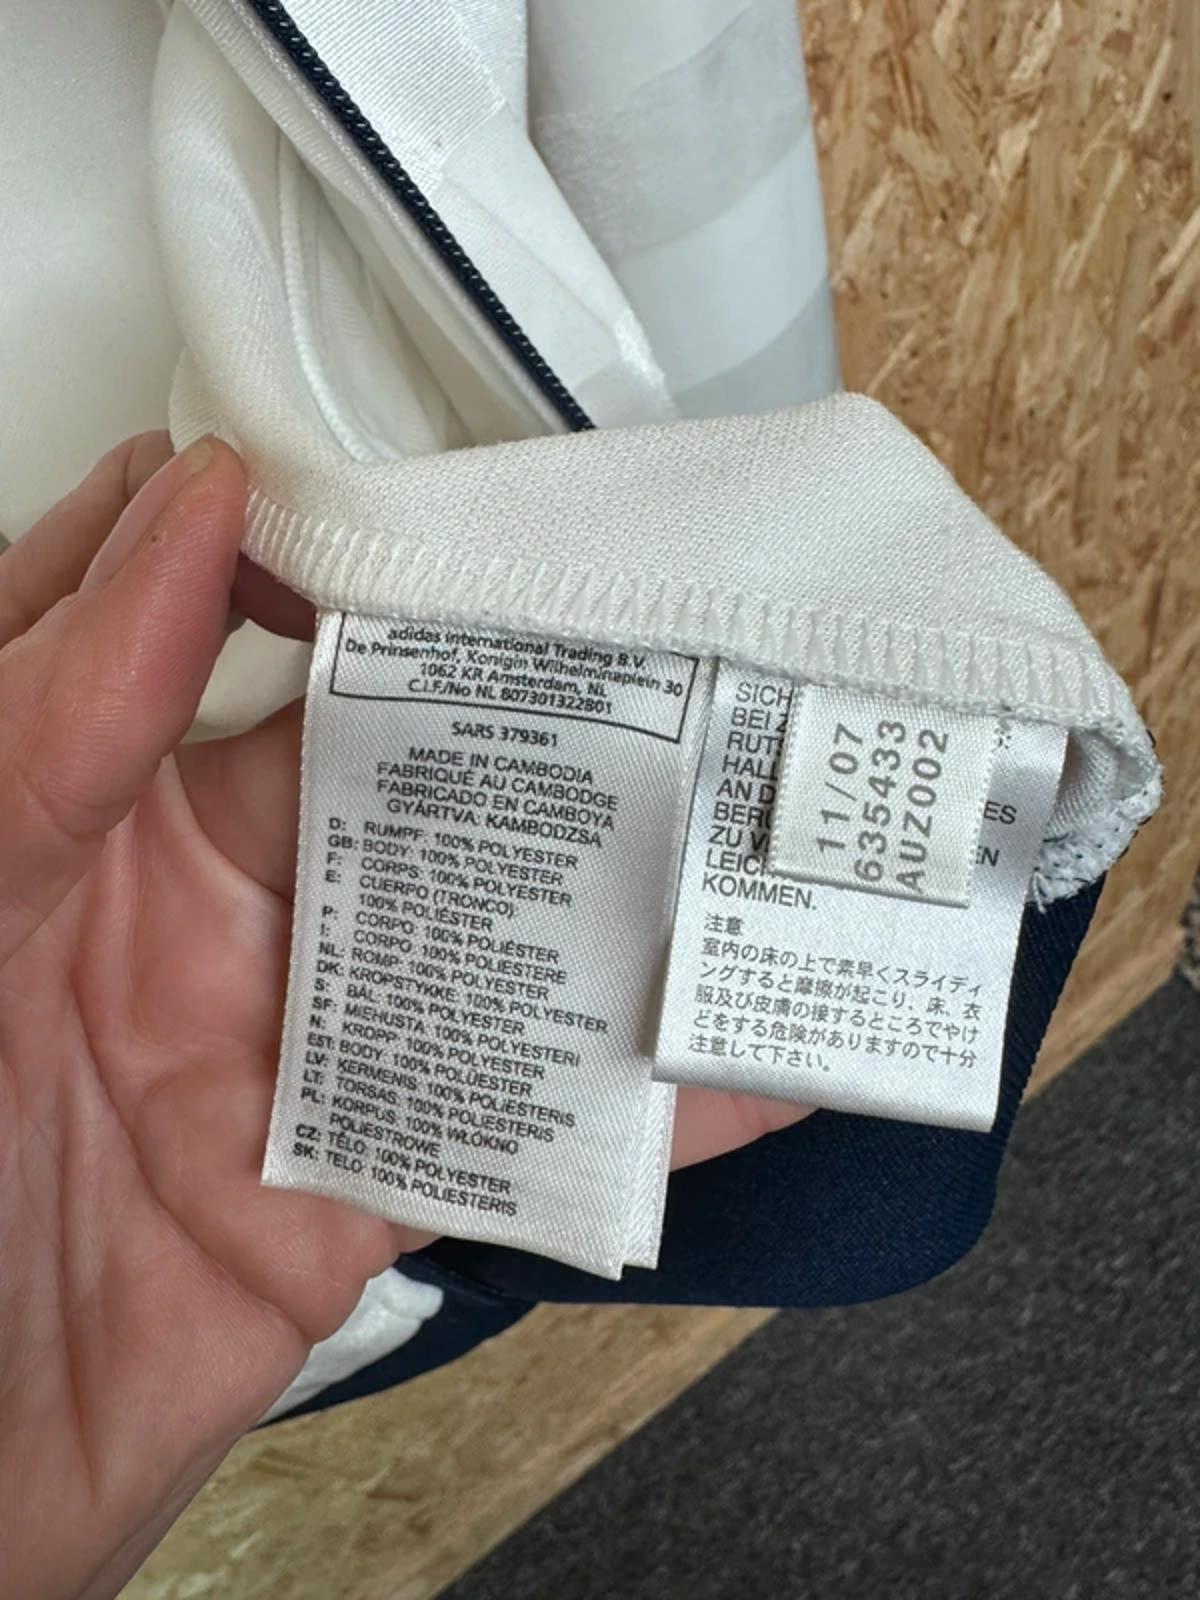 adidas International Trading B.V.
De Prinsenhof, Konigin Wilhelminaplein 30
1062 KR Amsterdam, NL
C.I.F./No NL 807301322B01
SARS 379361
MADE IN CAMBODIA
FABRIQUÉ AU CAMBODGE
FABRICADO EN CAMBOYA
GYÁRTVA: KAMBODZSA
D: RUMPF: 100% POLYESTER
GB: BODY: 100% POLYESTER
F: CORPS: 100% POLYESTER
E: CUERPO (TRONCO):
100% POLIÉSTER
P: CORPO: 100% POLIÉSTER
I: CORPO: 100% POLIESTERE
NL: ROMP: 100% POLYESTER
DK: KROPSTYKKE: 100% POLYESTER
S: BÅL: 100% POLYESTER
SF: MIEHUSTA: 100% POLYESTERI
N: KROPP: 100% POLYESTER
EST: BODY: 100% POLÜESTER
LV: KERMENIS: 100% POLIESTERIS
LT: TORSAS: 100% POLIESTERIS
PL: KORPUS: 100% WŁÓKNO
POLIESTROWE
CZ: TĚLO: 100% POLYESTER
SK: TELO: 100% POLIESTERIS
SICH
BEI
RUT
HALL
AN D ES
BERÜ
ZU V EN
LEIC
KOMMEN.
注意
室内の床の上で素早くスライディ
ングすると摩擦が起こり、床、衣
服及び皮膚の接するところでやけ
どをする危険がありますので十分
注意して下さい。
11/07
6335433
AUZ002